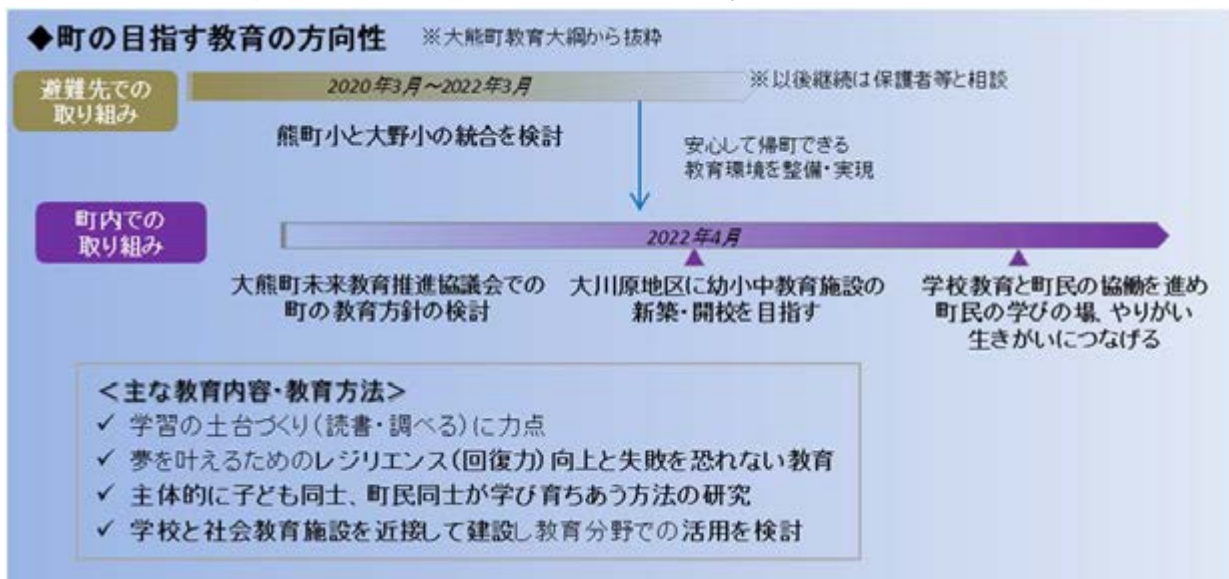 ◆町の目指す教育の方向性 ※大熊町教育大綱から抜粋
避難先での
取り組み
2020年3月～2022年3月
※以後継続は保護者等と相談
熊町小と大野小の統合を検討
安心して帰町できる
教育環境を整備・実現
町内での
取り組み
2022年4月
大熊町未来教育推進協議会での
町の教育方針の検討
大川原地区に幼小中教育施設の
新築・開校を目指す
学校教育と町民の協働を進め
町民の学びの場、やりがい
生きがいにつなげる
＜主な教育内容・教育方法＞
✓ 学習の土台づくり（読書・調べる）に力点
✓ 夢を叶えるためのレジリエンス（回復力）向上と失敗を恐れない教育
✓ 主体的に子ども同士、町民同士が学び育ちあう方法の研究
✓ 学校と社会教育施設を近接して建設し教育分野での活用を検討